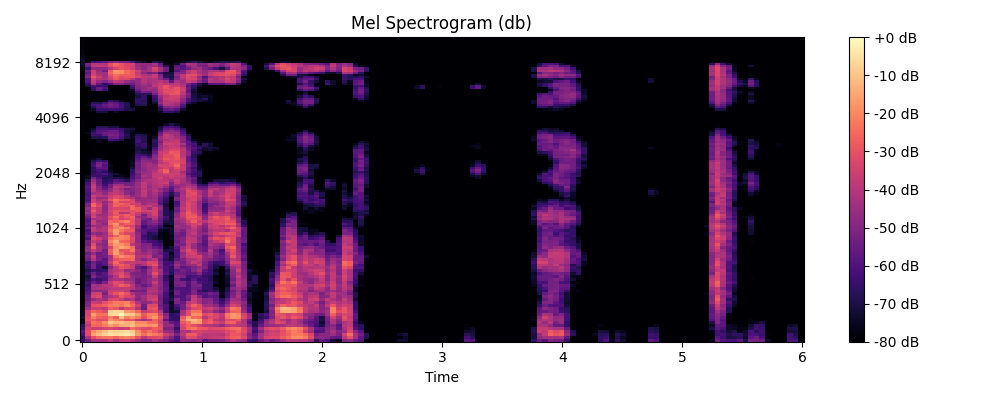 Mel Spectrogram (db)
Hz
8192
4096
2048
1024
512
0
0 1 2 3 4 5 6
Time
+0 dB
-10 dB
-20 dB
-30 dB
-40 dB
-50 dB
-60 dB
-70 dB
-80 dB